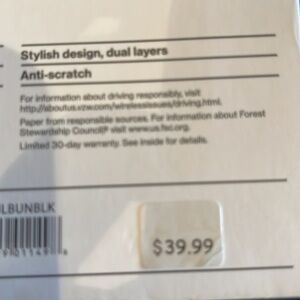 Stylish design, dual layers
Anti-scratch
For information about driving responsibly, visit
http://aboutus.vzw.com/wirelessissues/driving.html.
Paper from responsible sources. For information about Forest
Stewardship Council® visit www.us.fsc.org.
Limited 30-day warranty. See inside for details.
LBUNBLK
$39.99